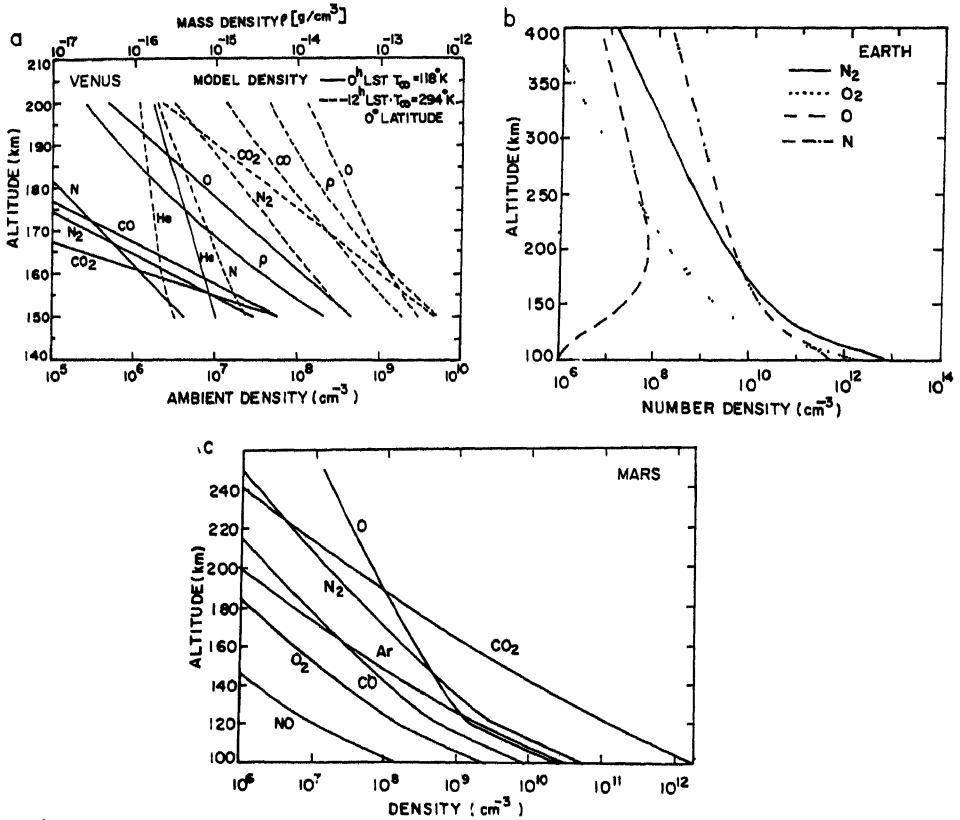 a
MASS DENSITY ρ [g/cm³]
10⁻¹⁷ 10⁻¹⁶ 10⁻¹⁵ 10⁻¹⁴ 10⁻¹³ 10⁻¹²
VENUS
MODEL DENSITY
0ʰ LST T∞ = 118°K
12ʰ LST T∞ = 294°K
0° LATITUDE
210
200
190
180
170
160
150
140
ALTITUDE (km)
CO₂ CO ρ O
N O N₂
He
CO
N₂ He N ρ
CO₂
10⁵ 10⁶ 10⁷ 10⁸ 10⁹ 10¹⁰
AMBIENT DENSITY (cm⁻³)
b
EARTH
N₂
O₂
O
N
400
350
300
250
200
150
100
ALTITUDE (km)
10⁶ 10⁸ 10¹⁰ 10¹² 10¹⁴
NUMBER DENSITY (cm⁻³)
c
MARS
240
220
200
180
160
140
120
100
ALTITUDE (km)
O
N₂
CO₂
Ar
O₂
CO
NO
10⁶ 10⁷ 10⁸ 10⁹ 10¹⁰ 10¹¹ 10¹²
DENSITY (cm⁻³)